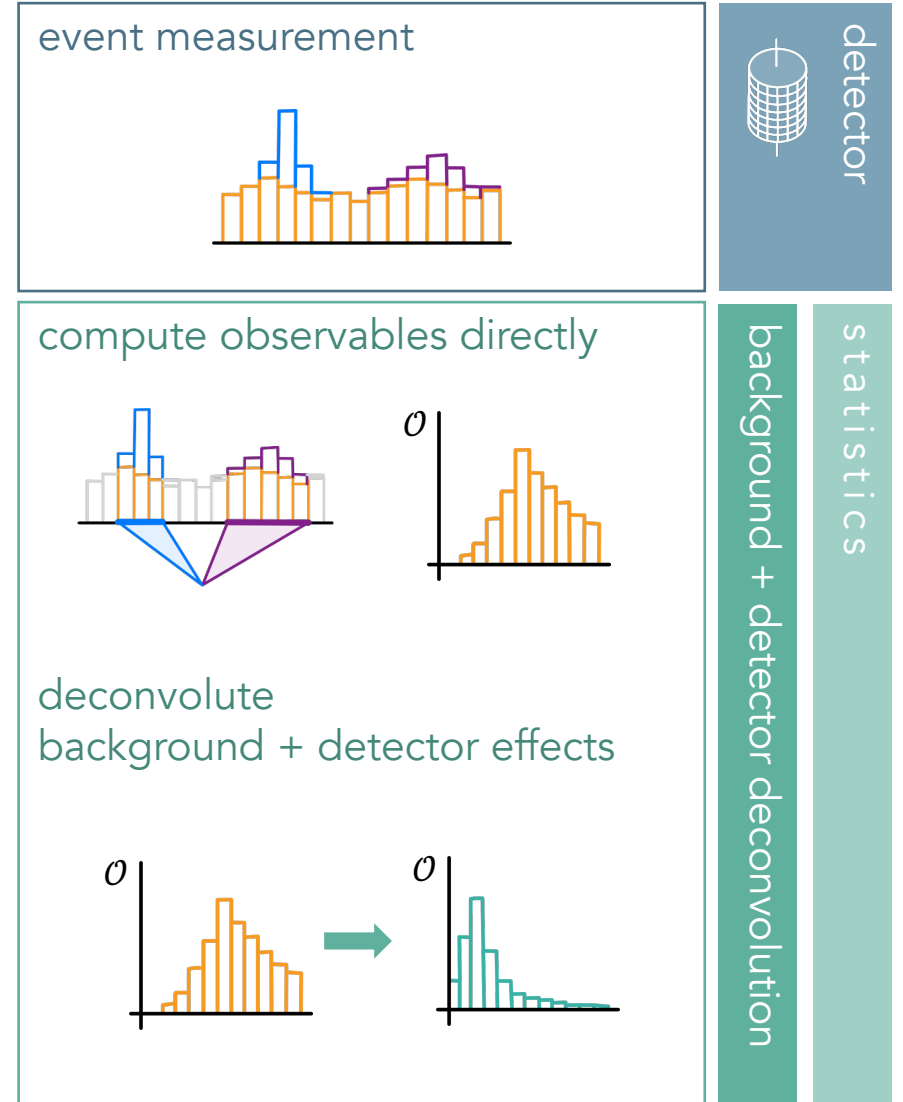 event measurement
detector
compute observables directly
𝒪
deconvolute
background + detector effects
𝒪
𝒪
background + detector deconvolution
statistics